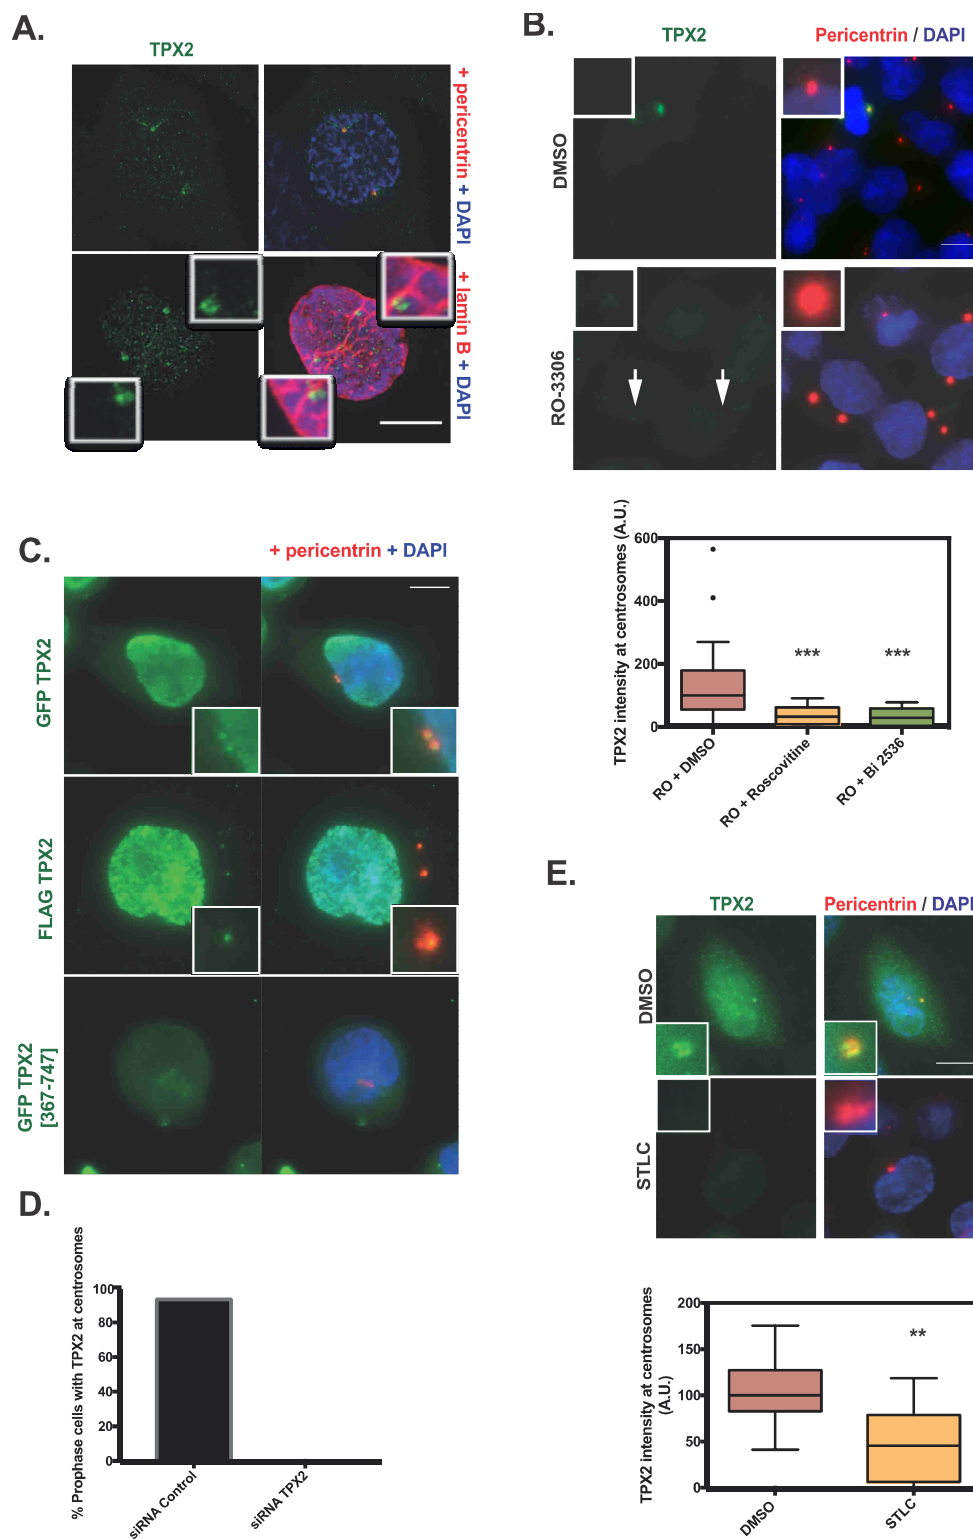 A.
TPX2
+ pericentrin + DAPI
+ lamin B + DAPI
B.
TPX2
Pericentrin / DAPI
DMSO
RO-3306
TPX2 intensity at centrosomes (A.U.)
600
400
200
0
***
***
RO + DMSO
RO + Roscovitine
RO + Bi 2536
C.
+ pericentrin + DAPI
GFP TPX2
FLAG TPX2
GFP TPX2
[367-747]
D.
% Prophase cells with TPX2 at centrosomes
100
80
60
40
20
0
siRNA Control
siRNA TPX2
E.
TPX2
Pericentrin / DAPI
DMSO
STLC
TPX2 intensity at centrosomes
(A.U.)
200
150
100
50
0
**
DMSO
STLC